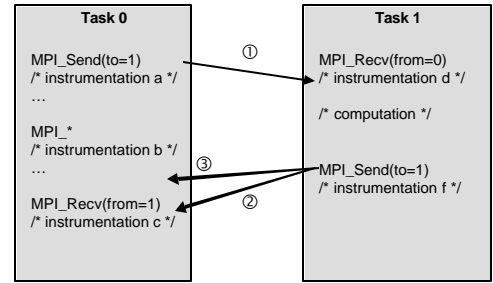 Task 0
MPI_Send(to=1)
/* instrumentation a */
…
MPI_*
/* instrumentation b */
…
MPI_Recv(from=1)
/* instrumentation c */
①
③
②
Task 1
MPI_Recv(from=0)
/* instrumentation d */
/* computation */
MPI_Send(to=1)
/* instrumentation f */